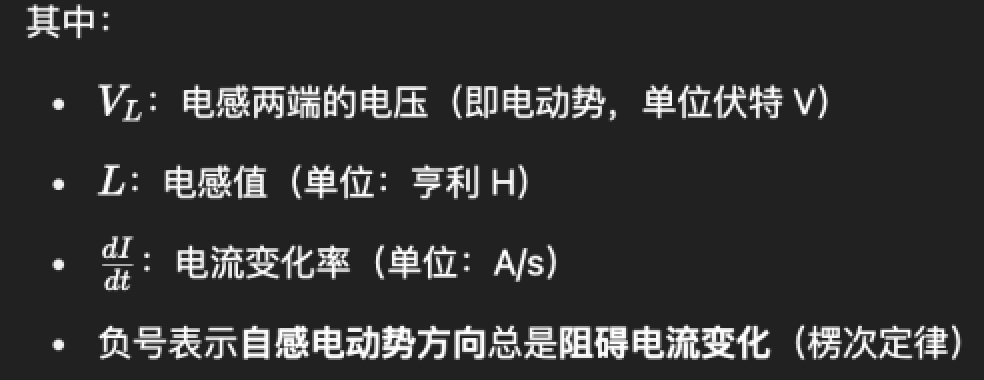 其中：
• V_L：电感两端的电压（即电动势，单位伏特 V）
• L：电感值（单位：亨利 H）
• dI/dt：电流变化率（单位：A/s）
• 负号表示自感电动势方向总是阻碍电流变化（楞次定律）